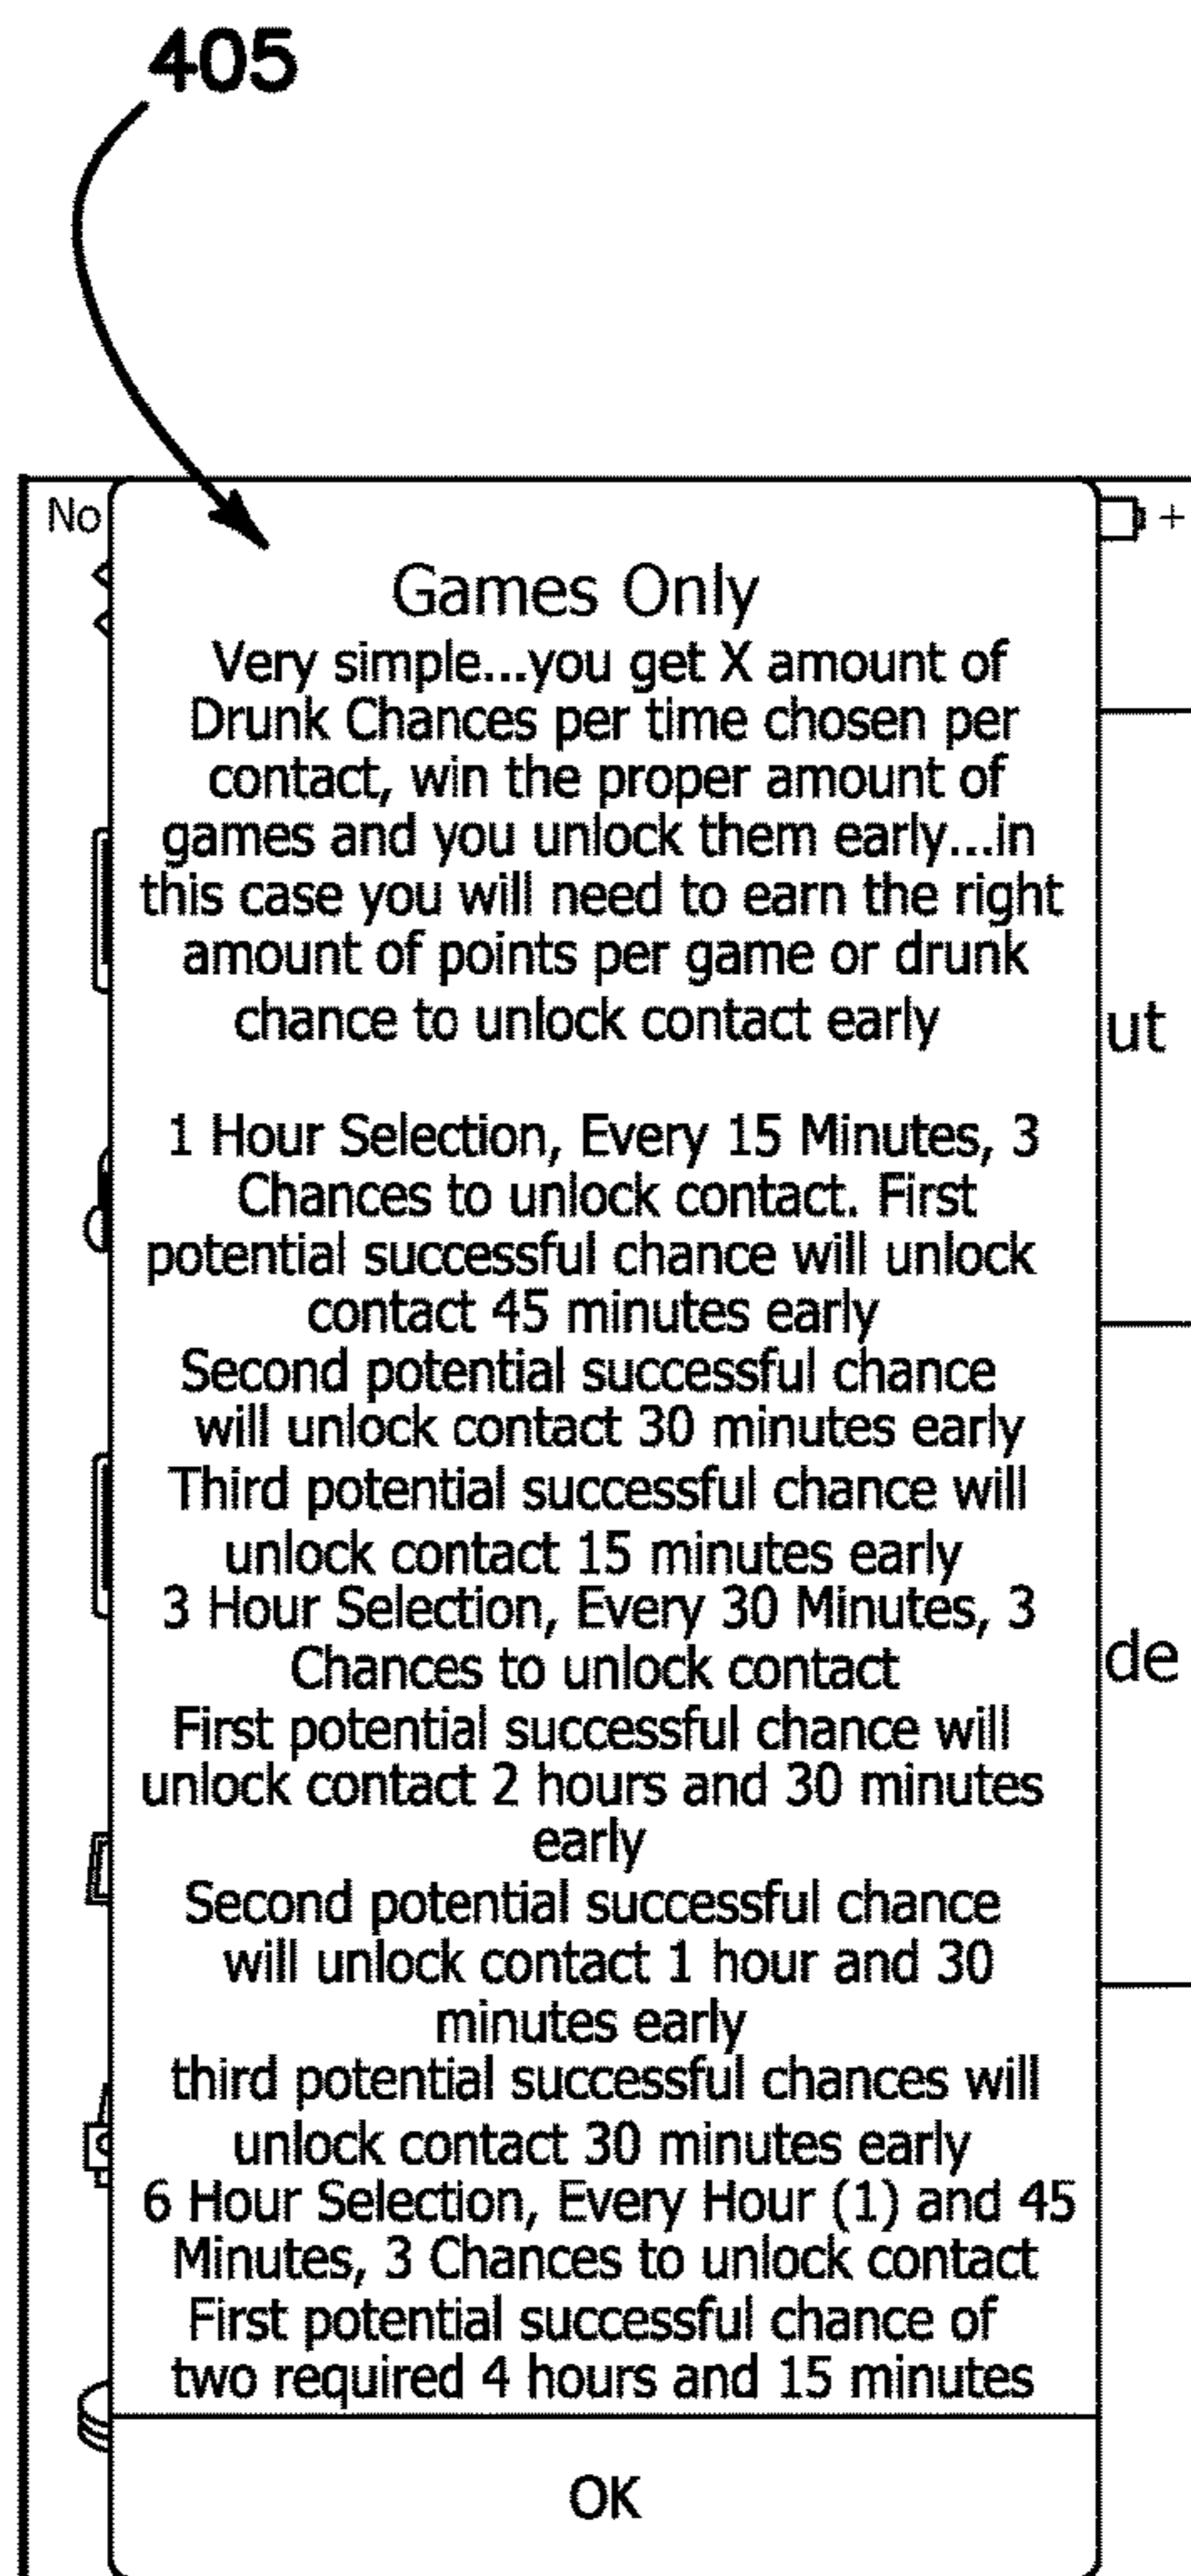 405
No
+
Games Only
Very simple...you get X amount of
Drunk Chances per time chosen per
contact, win the proper amount of
games and you unlock them early...in
this case you will need to earn the right
amount of points per game or drunk
chance to unlock contact early
ut
1 Hour Selection, Every 15 Minutes, 3
Chances to unlock contact. First
potential successful chance will unlock
contact 45 minutes early
Second potential successful chance
will unlock contact 30 minutes early
Third potential successful chance will
unlock contact 15 minutes early
3 Hour Selection, Every 30 Minutes, 3
Chances to unlock contact
de
First potential successful chance will
unlock contact 2 hours and 30 minutes
early
Second potential successful chance
will unlock contact 1 hour and 30
minutes early
third potential successful chances will
unlock contact 30 minutes early
6 Hour Selection, Every Hour (1) and 45
Minutes, 3 Chances to unlock contact
First potential successful chance of
two required 4 hours and 15 minutes
OK